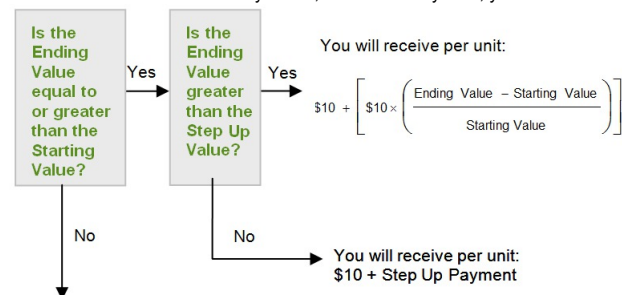 Is the
Ending
Value
equal to
or greater
than the
Starting
Value?
Yes
Is the
Ending
Value
greater
than the
Step Up
Value?
Yes
You will receive per unit:
$10 + [ $10 × ( Ending Value – Starting Value
Starting Value ) ]
No
No
You will receive per unit:
$10 + Step Up Payment